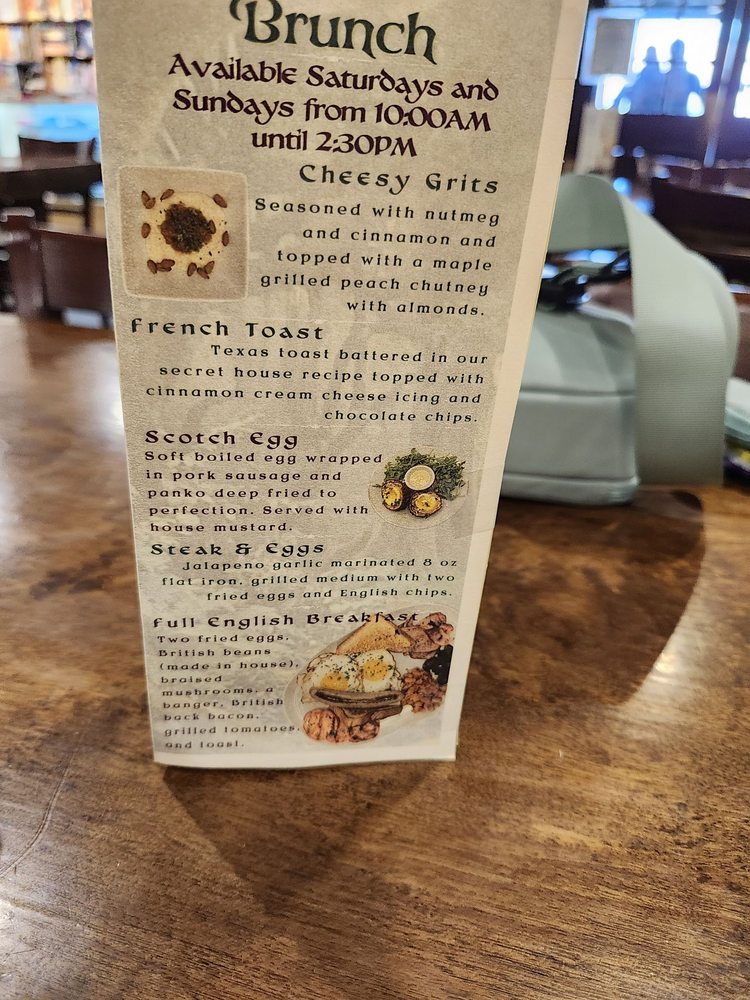 Brunch
Available Saturdays and
Sundays from 10:00AM
until 2:30PM
Cheesy Grits
Seasoned with nutmeg
and cinnamon and
topped with a maple
grilled peach chutney
with almonds.
French Toast
Texas toast battered in our
secret house recipe topped with
cinnamon cream cheese icing and
chocolate chips.
Scotch Egg
Soft boiled egg wrapped
in pork sausage and
panko deep fried to
perfection. Served with
house mustard.
Steak & Eggs
Jalapeno garlic marinated 8 oz
flat iron, grilled medium with two
fried eggs and English chips.
Full English Breakfast
Two fried eggs,
British beans
(made in house),
braised
mushrooms, a
banger, British
back bacon,
grilled tomatoes,
and toast.